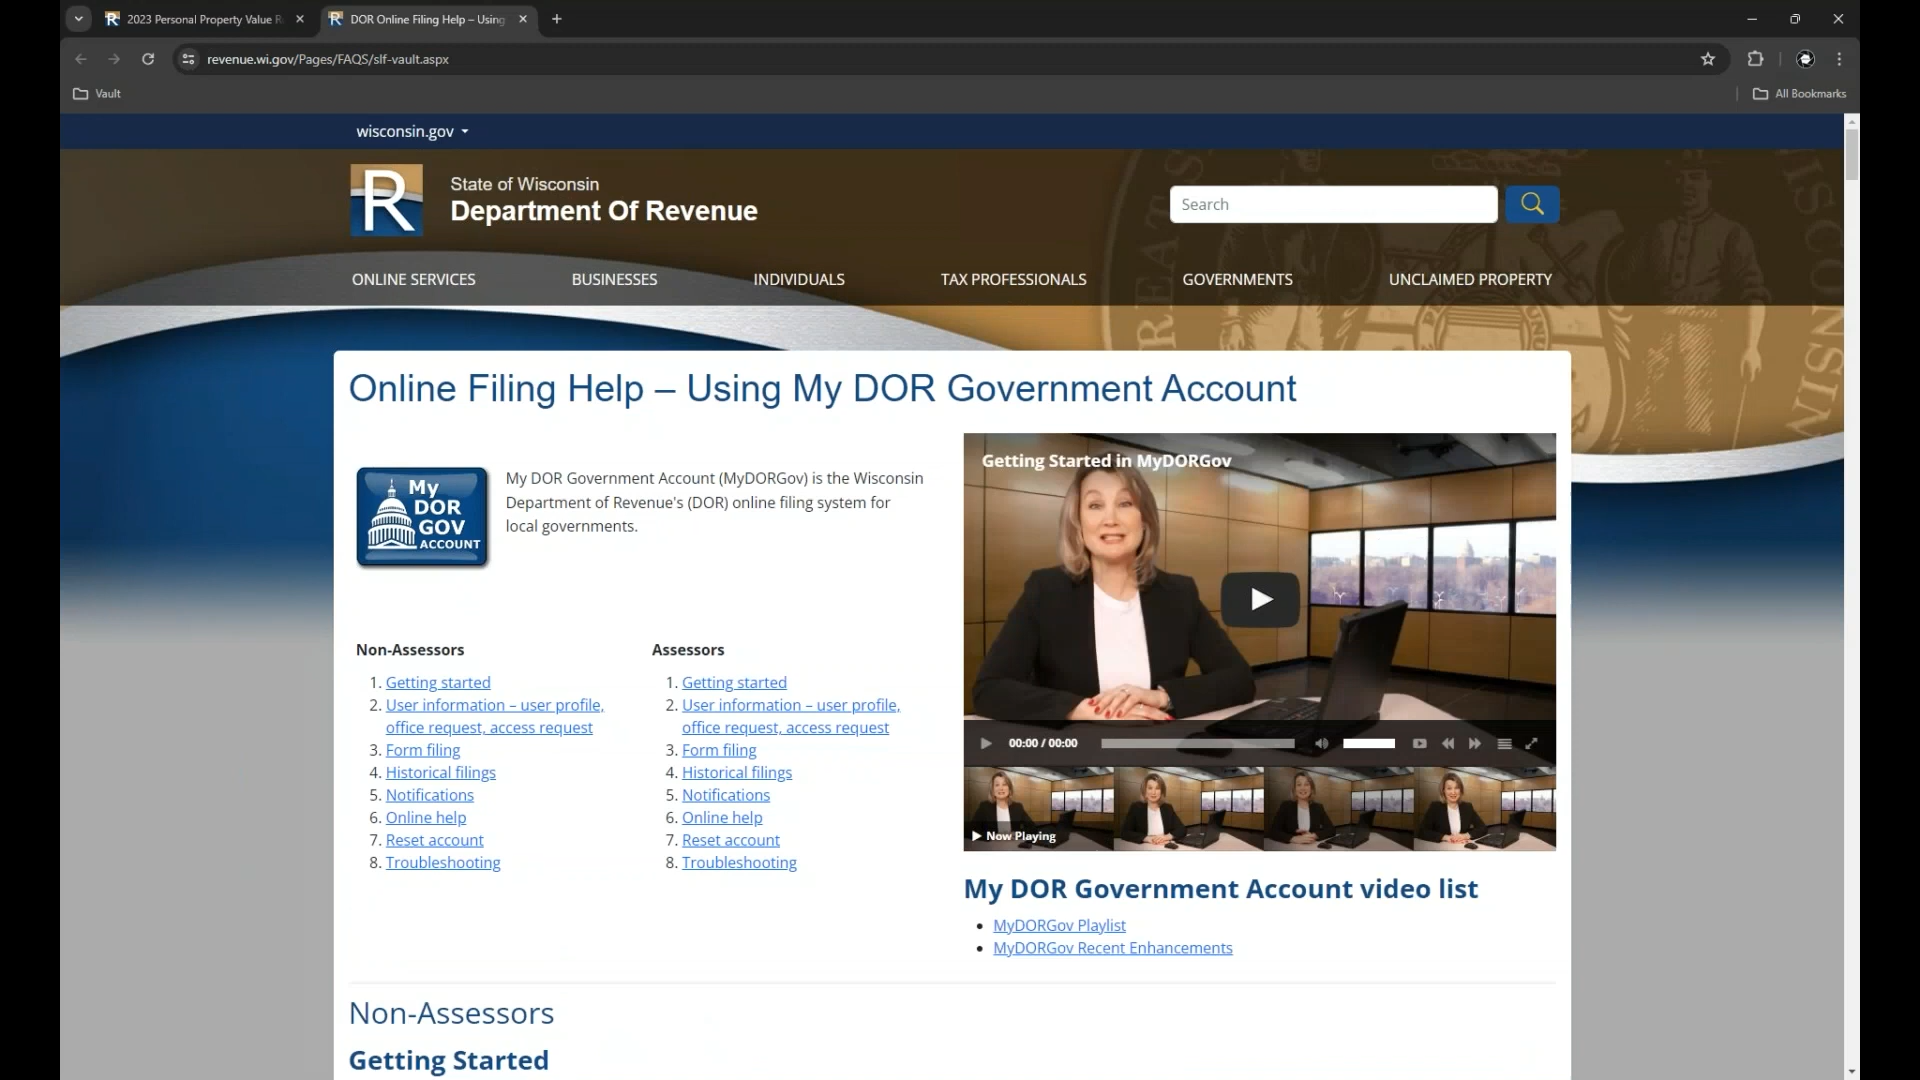 2023 Personal Property Value R
DOR Online Filing Help – Using
revenue.wi.gov/Pages/FAQS/slf-vault.aspx
Vault
All Bookmarks
wisconsin.gov
R
State of Wisconsin
Department Of Revenue
Search
ONLINE SERVICES
BUSINESSES
INDIVIDUALS
TAX PROFESSIONALS
GOVERNMENTS
UNCLAIMED PROPERTY
Online Filing Help – Using My DOR Government Account
My
DOR
GOV
ACCOUNT
My DOR Government Account (MyDORGov) is the Wisconsin
Department of Revenue's (DOR) online filing system for
local governments.
Non-Assessors
1. Getting started
2. User information – user profile,
office request, access request
3. Form filing
4. Historical filings
5. Notifications
6. Online help
7. Reset account
8. Troubleshooting
Assessors
1. Getting started
2. User information – user profile,
office request, access request
3. Form filing
4. Historical filings
5. Notifications
6. Online help
7. Reset account
8. Troubleshooting
Getting Started in MyDORGov
00:00 / 00:00
Now Playing
My DOR Government Account video list
• MyDORGov Playlist
• MyDORGov Recent Enhancements
Non-Assessors
Getting Started